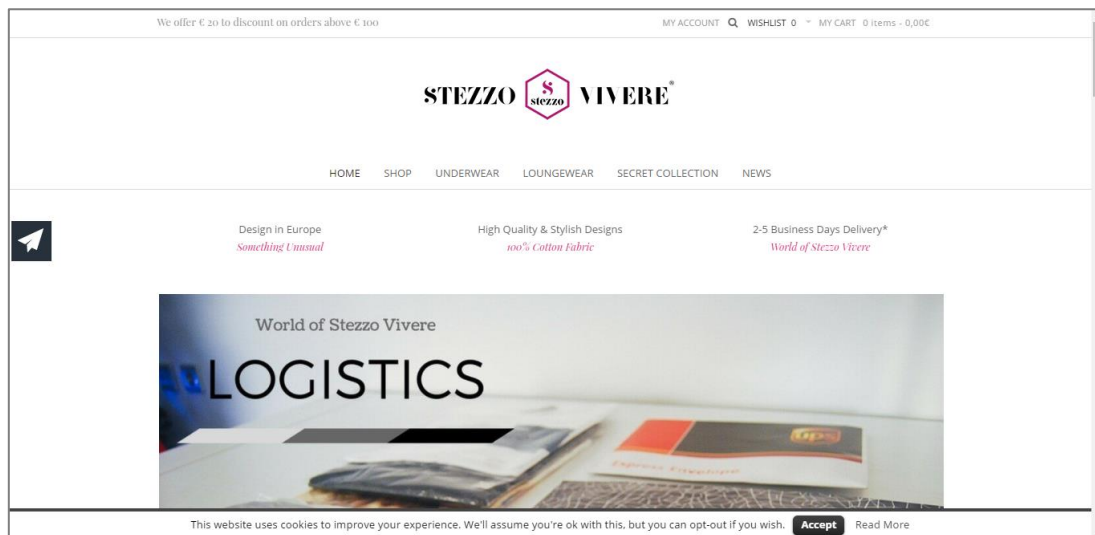 We offer € 20 to discount on orders above € 100
MY ACCOUNT WISHLIST 0 MY CART 0 items - 0,00€
STEZZO stezzo VIVERE®
HOME SHOP UNDERWEAR LOUNGEWEAR SECRET COLLECTION NEWS
Design in Europe
Something Unusual
High Quality & Stylish Designs
100% Cotton Fabric
2-5 Business Days Delivery*
World of Stezzo Vivere
World of Stezzo Vivere
LOGISTICS
ups
Express Envelope
This website uses cookies to improve your experience. We'll assume you're ok with this, but you can opt-out if you wish. Accept Read More